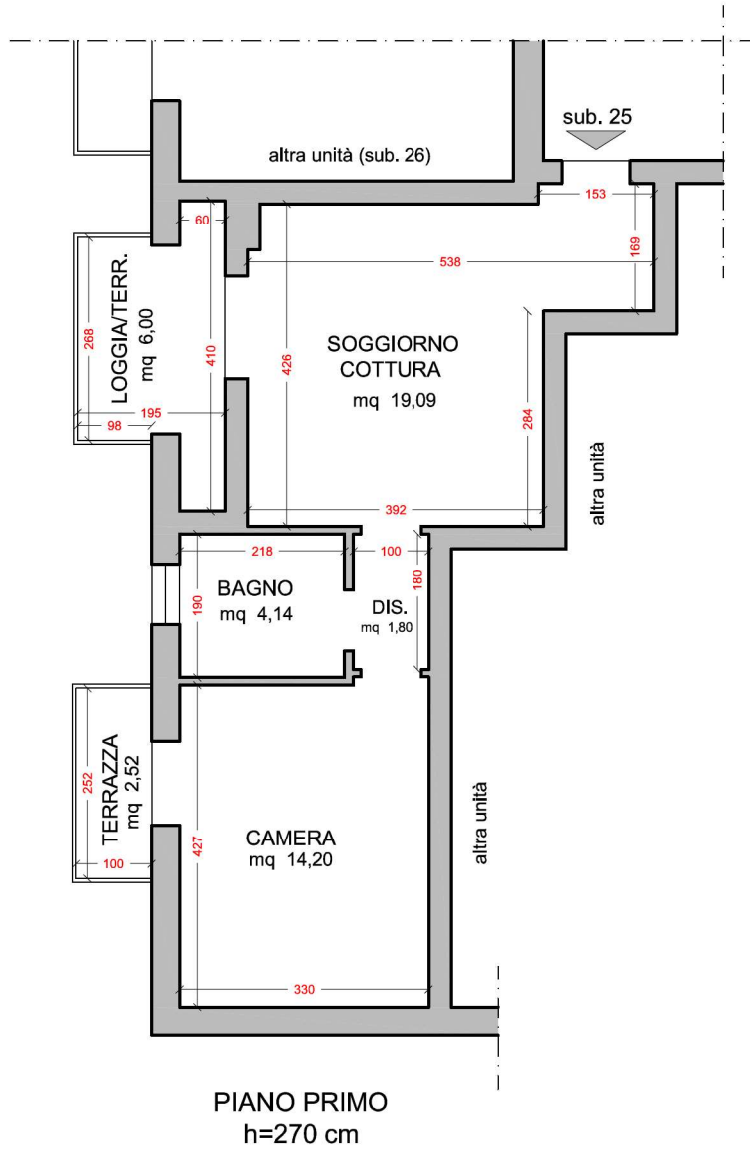 sub. 25
altra unità (sub. 26)
153
60
169
538
LOGGIA/TERR.
mq 6,00
268
410
426
SOGGIORNO
COTTURA
mq 19,09
195
98
284
altra unità
392
218
100
BAGNO
mq 4,14
190
180
DIS.
mq 1,80
TERRAZZA
mq 2,52
252
100
CAMERA
mq 14,20
427
altra unità
330
PIANO PRIMO
h=270 cm